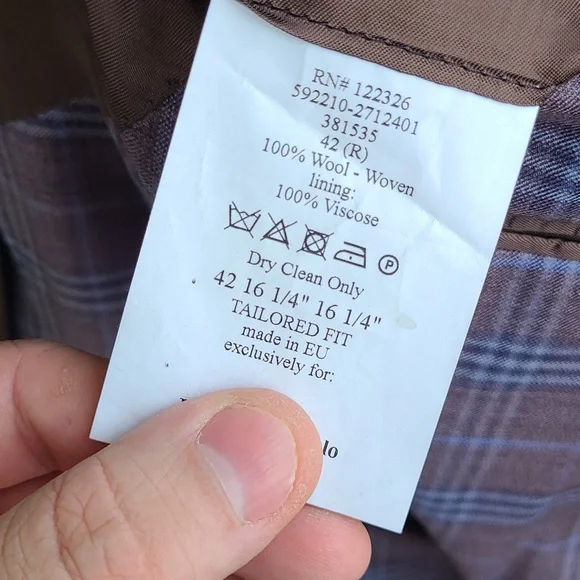 RN# 122326
592210-2712401
381535
42 (R)
100% Wool - Woven
lining:
100% Viscose
P
Dry Clean Only
42 16 1/4" 16 1/4"
TAILORED FIT
made in EU
exclusively for:
lo